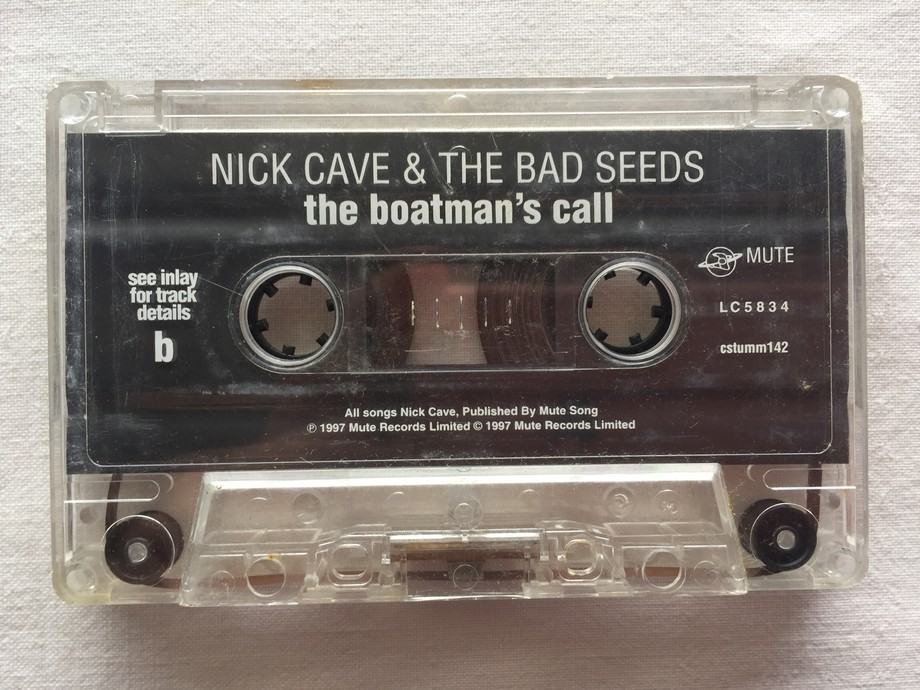 NICK CAVE & THE BAD SEEDS
the boatman's call
MUTE
see inlay
for track
details
b
LC5834
cstumm142
All songs Nick Cave, Published By Mute Song
℗ 1997 Mute Records Limited © 1997 Mute Records Limited